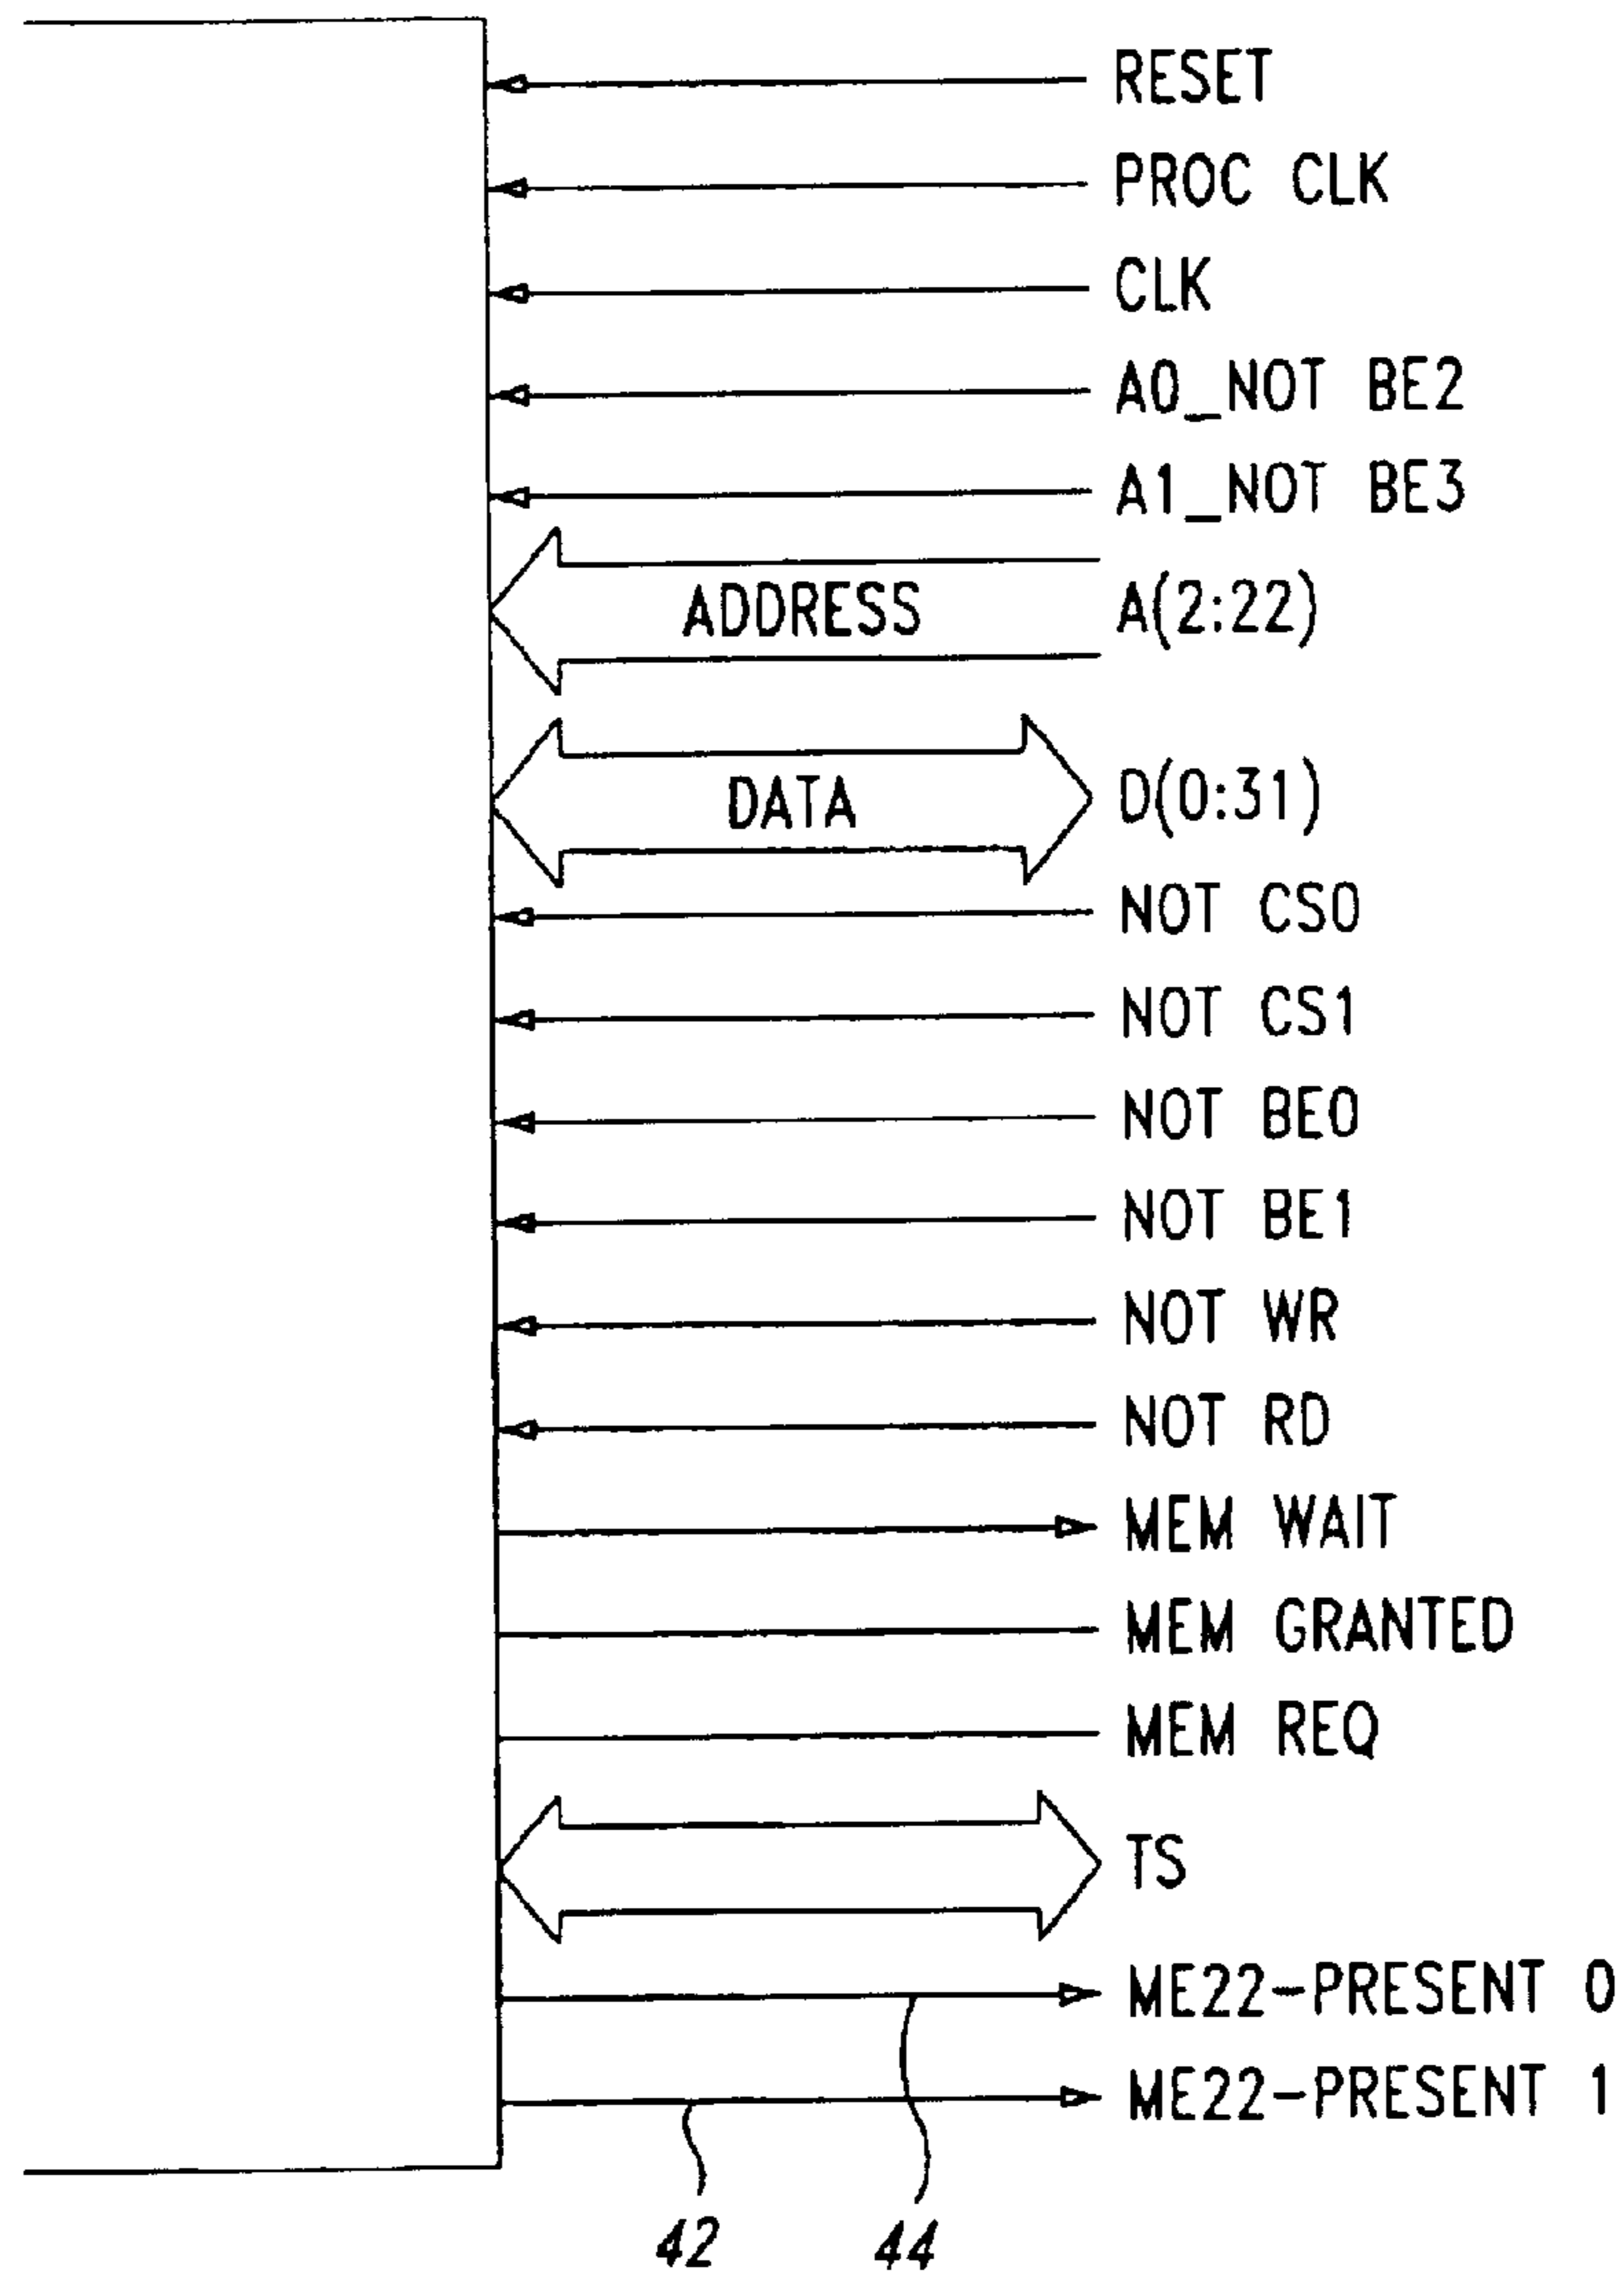 RESET
PROC CLK
CLK
A0_NOT BE2
A1_NOT BE3
ADDRESS A(2:22)
DATA D(0:31)
NOT CS0
NOT CS1
NOT BE0
NOT BE1
NOT WR
NOT RD
MEM WAIT
MEM GRANTED
MEM REQ
TS
ME22-PRESENT 0
ME22-PRESENT 1
42 44